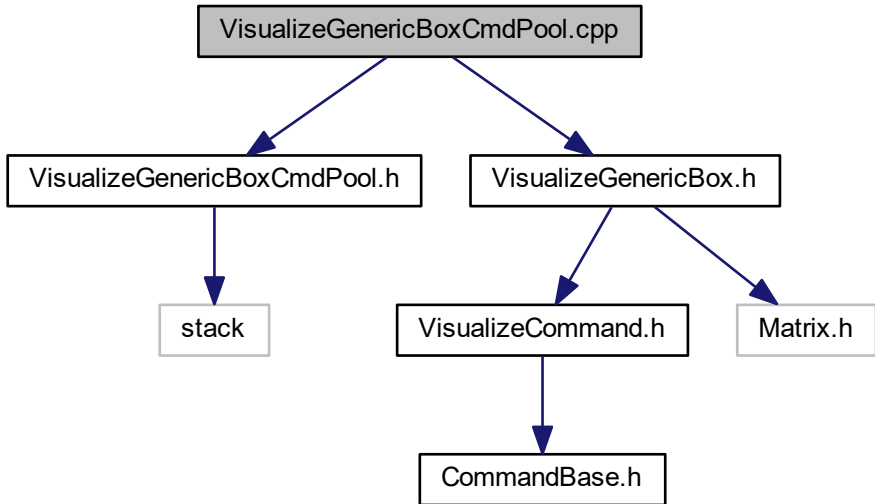 VisualizeGenericBoxCmdPool.cpp
VisualizeGenericBoxCmdPool.h
VisualizeGenericBox.h
stack
VisualizeCommand.h
Matrix.h
CommandBase.h